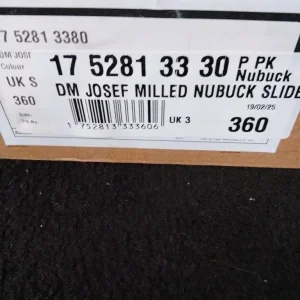 17 5281 3380
DM JOSEF
Colour
UK S
360
17 5281 33 30 P PK
Nubuck
DM JOSEF MILLED NUBUCK SLIDE
19/02/25
1 752813 333606
UK 3
360